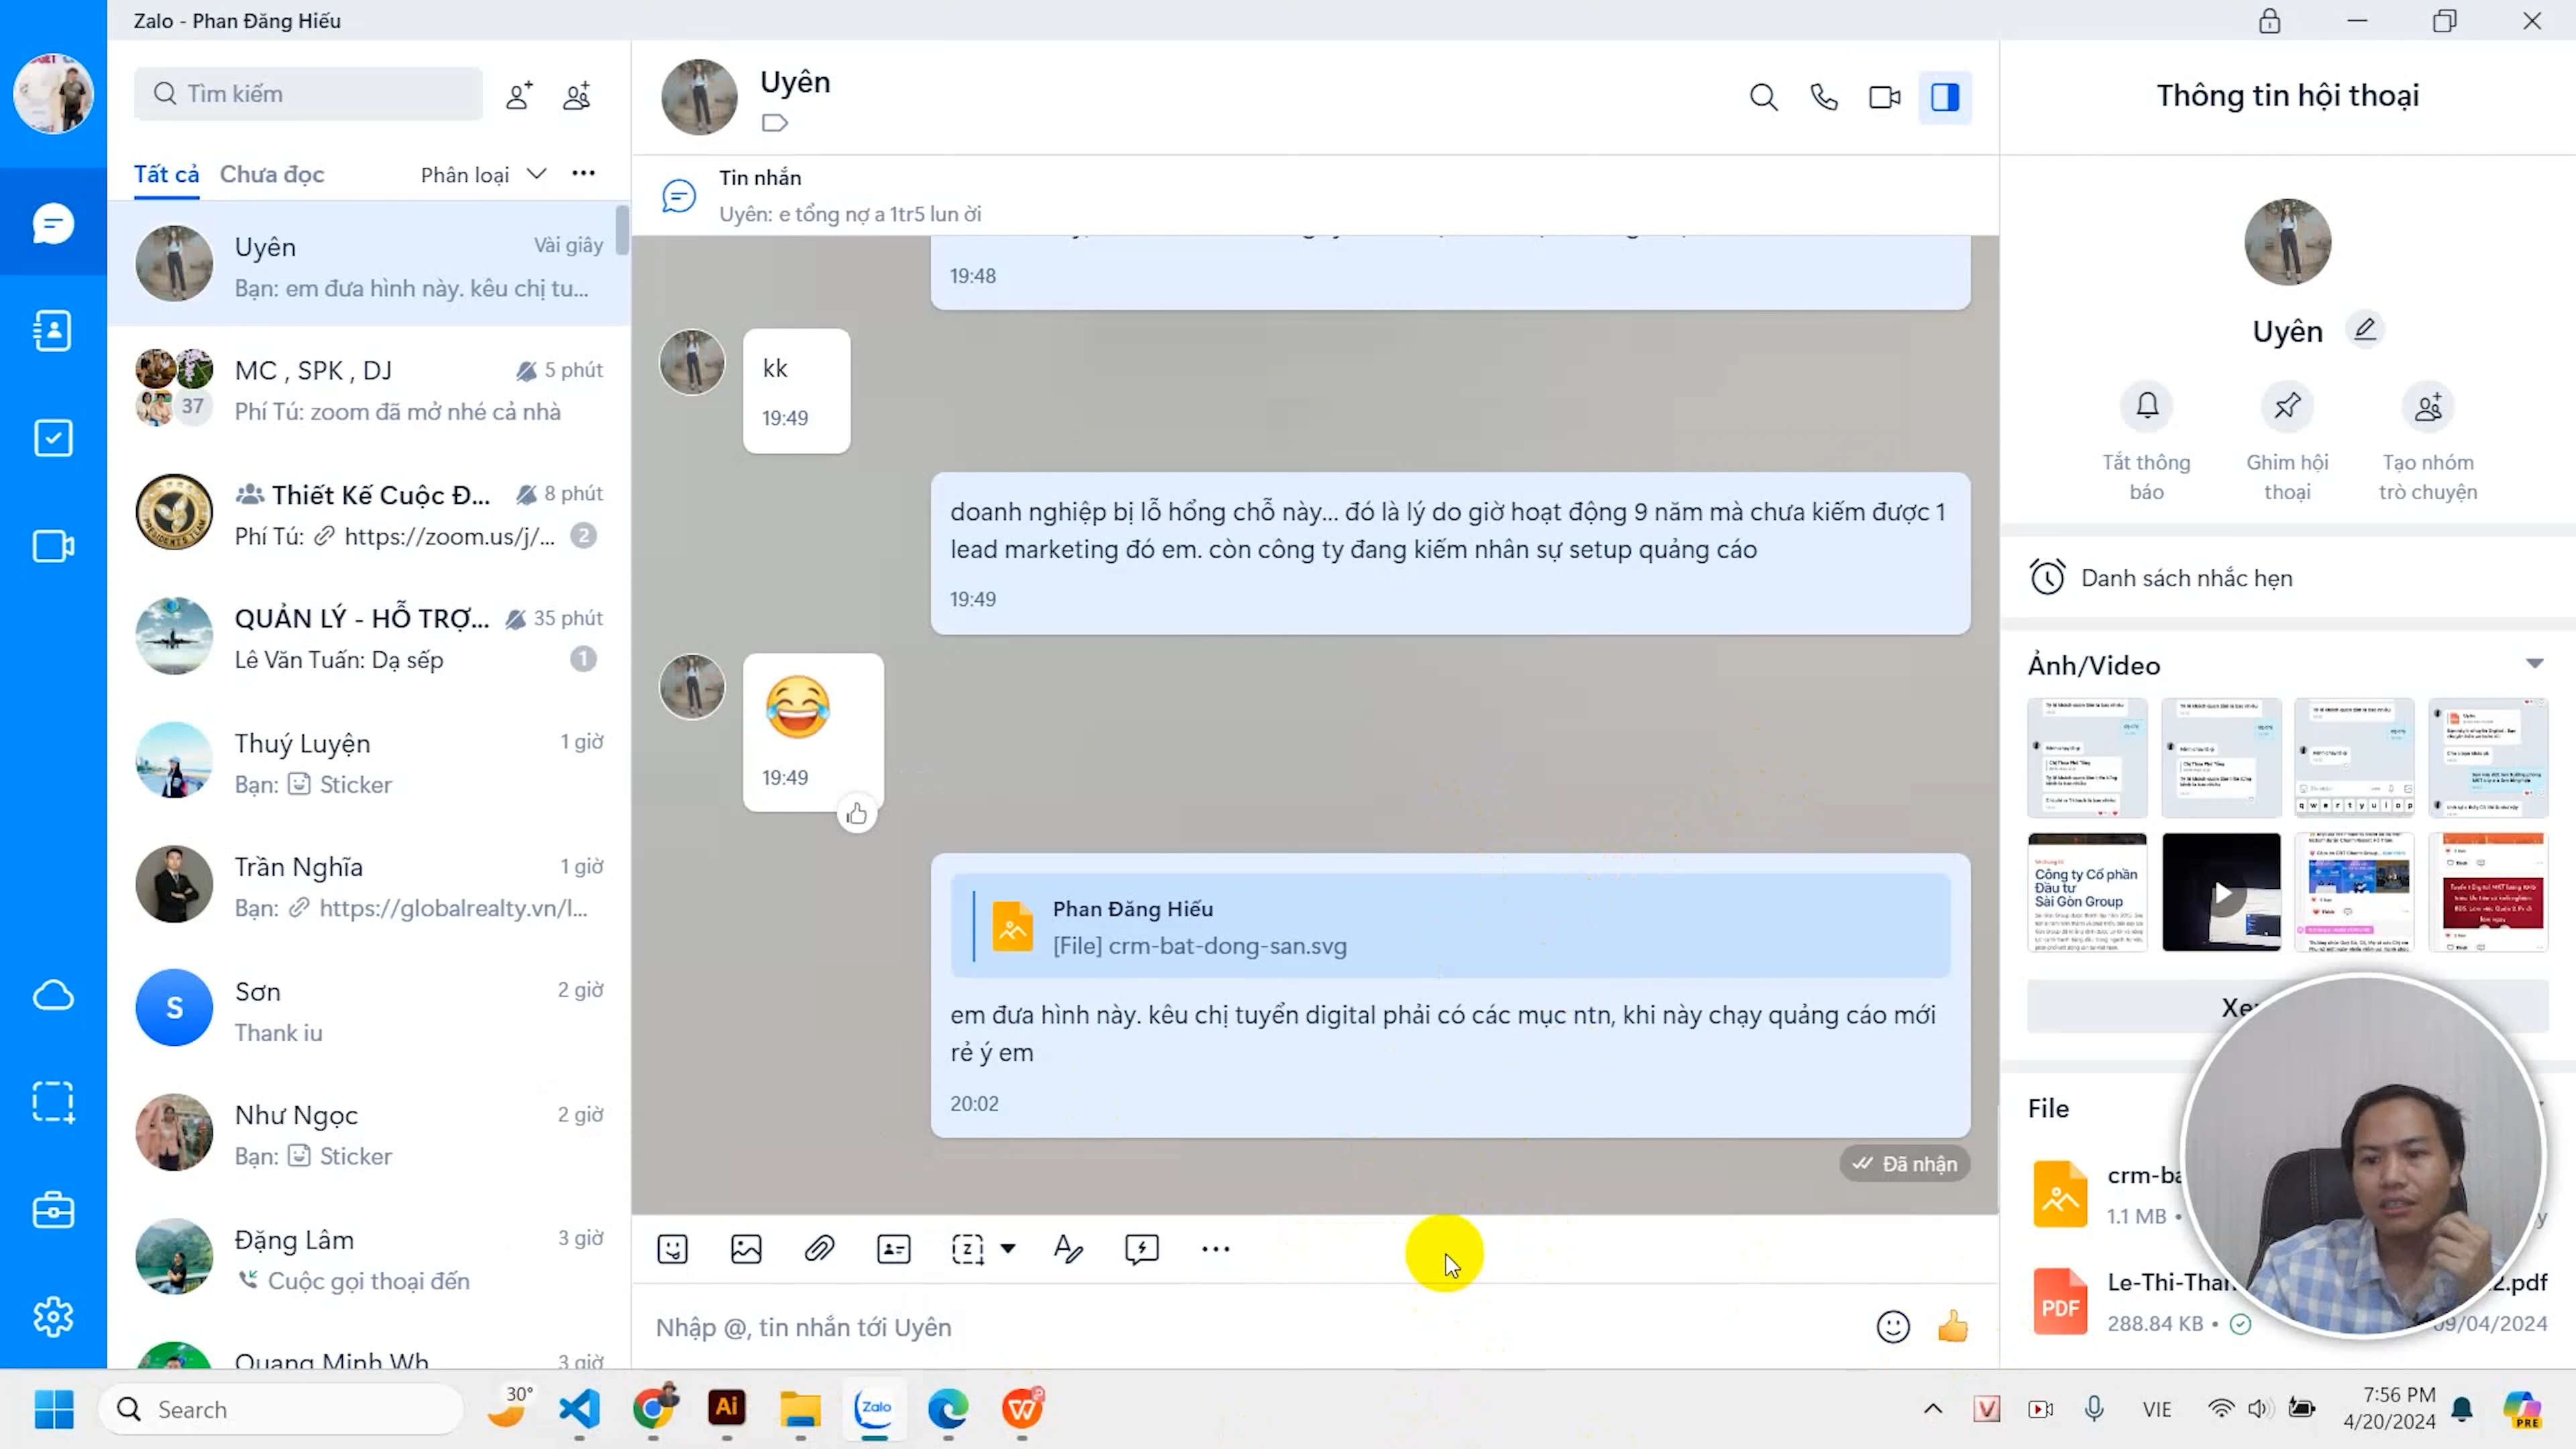 Zalo - Phan Đăng Hiếu
Tìm kiếm
Tất cả
Chưa đọc
Phân loại
Uyên
Vài giây
Bạn: em đưa hình này. kêu chị tu...
MC , SPK , DJ
5 phút
37
Phí Tú: zoom đã mở nhé cả nhà
Thiết Kế Cuộc Đ...
8 phút
Phí Tú: https://zoom.us/j/...
2
QUẢN LÝ - HỖ TRỢ...
35 phút
Lê Văn Tuấn: Dạ sếp
1
Thuý Luyện
1 giờ
Bạn: Sticker
Trần Nghĩa
1 giờ
Bạn: https://globalrealty.vn/l...
S
Sơn
2 giờ
Thank iu
Như Ngọc
2 giờ
Bạn: Sticker
Đặng Lâm
3 giờ
Cuộc gọi thoại đến
Quang Minh Wh
3 giờ
Uyên
Tin nhắn
Uyên: e tổng nợ a 1tr5 lun ời
19:48
kk
19:49
doanh nghiệp bị lỗ hổng chỗ này... đó là lý do giờ hoạt động 9 năm mà chưa kiếm được 1
lead marketing đó em. còn công ty đang kiếm nhân sự setup quảng cáo
19:49
19:49
Phan Đăng Hiếu
[File] crm-bat-dong-san.svg
em đưa hình này. kêu chị tuyển digital phải có các mục ntn, khi này chạy quảng cáo mới
rẻ ý em
20:02
Đã nhận
Nhập @, tin nhắn tới Uyên
Thông tin hội thoại
Uyên
Tắt thông
báo
Ghim hội
thoại
Tạo nhóm
trò chuyện
Danh sách nhắc hẹn
Ảnh/Video
Công ty Cổ phần
Đầu tư
Sài Gòn Group
Xe
File
crm-ba
1.1 MB •
y
PDF
Le-Thi-Than
2.pdf
288.84 KB •
09/04/2024
Search
30°
Ai
Zalo
VIE
7:56 PM
4/20/2024
PRE